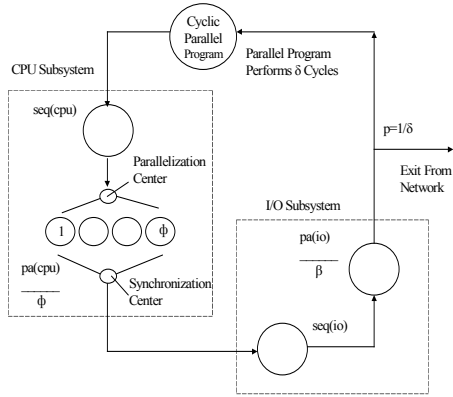 Cyclic
Parallel
Program
Parallel Program
Performs δ Cycles
CPU Subsystem
seq(cpu)
p=1/δ
Parallelization
Center
Exit From
Network
I/O Subsystem
1
ф
pa(io)
β
pa(cpu)
ф
Synchronization
Center
seq(io)